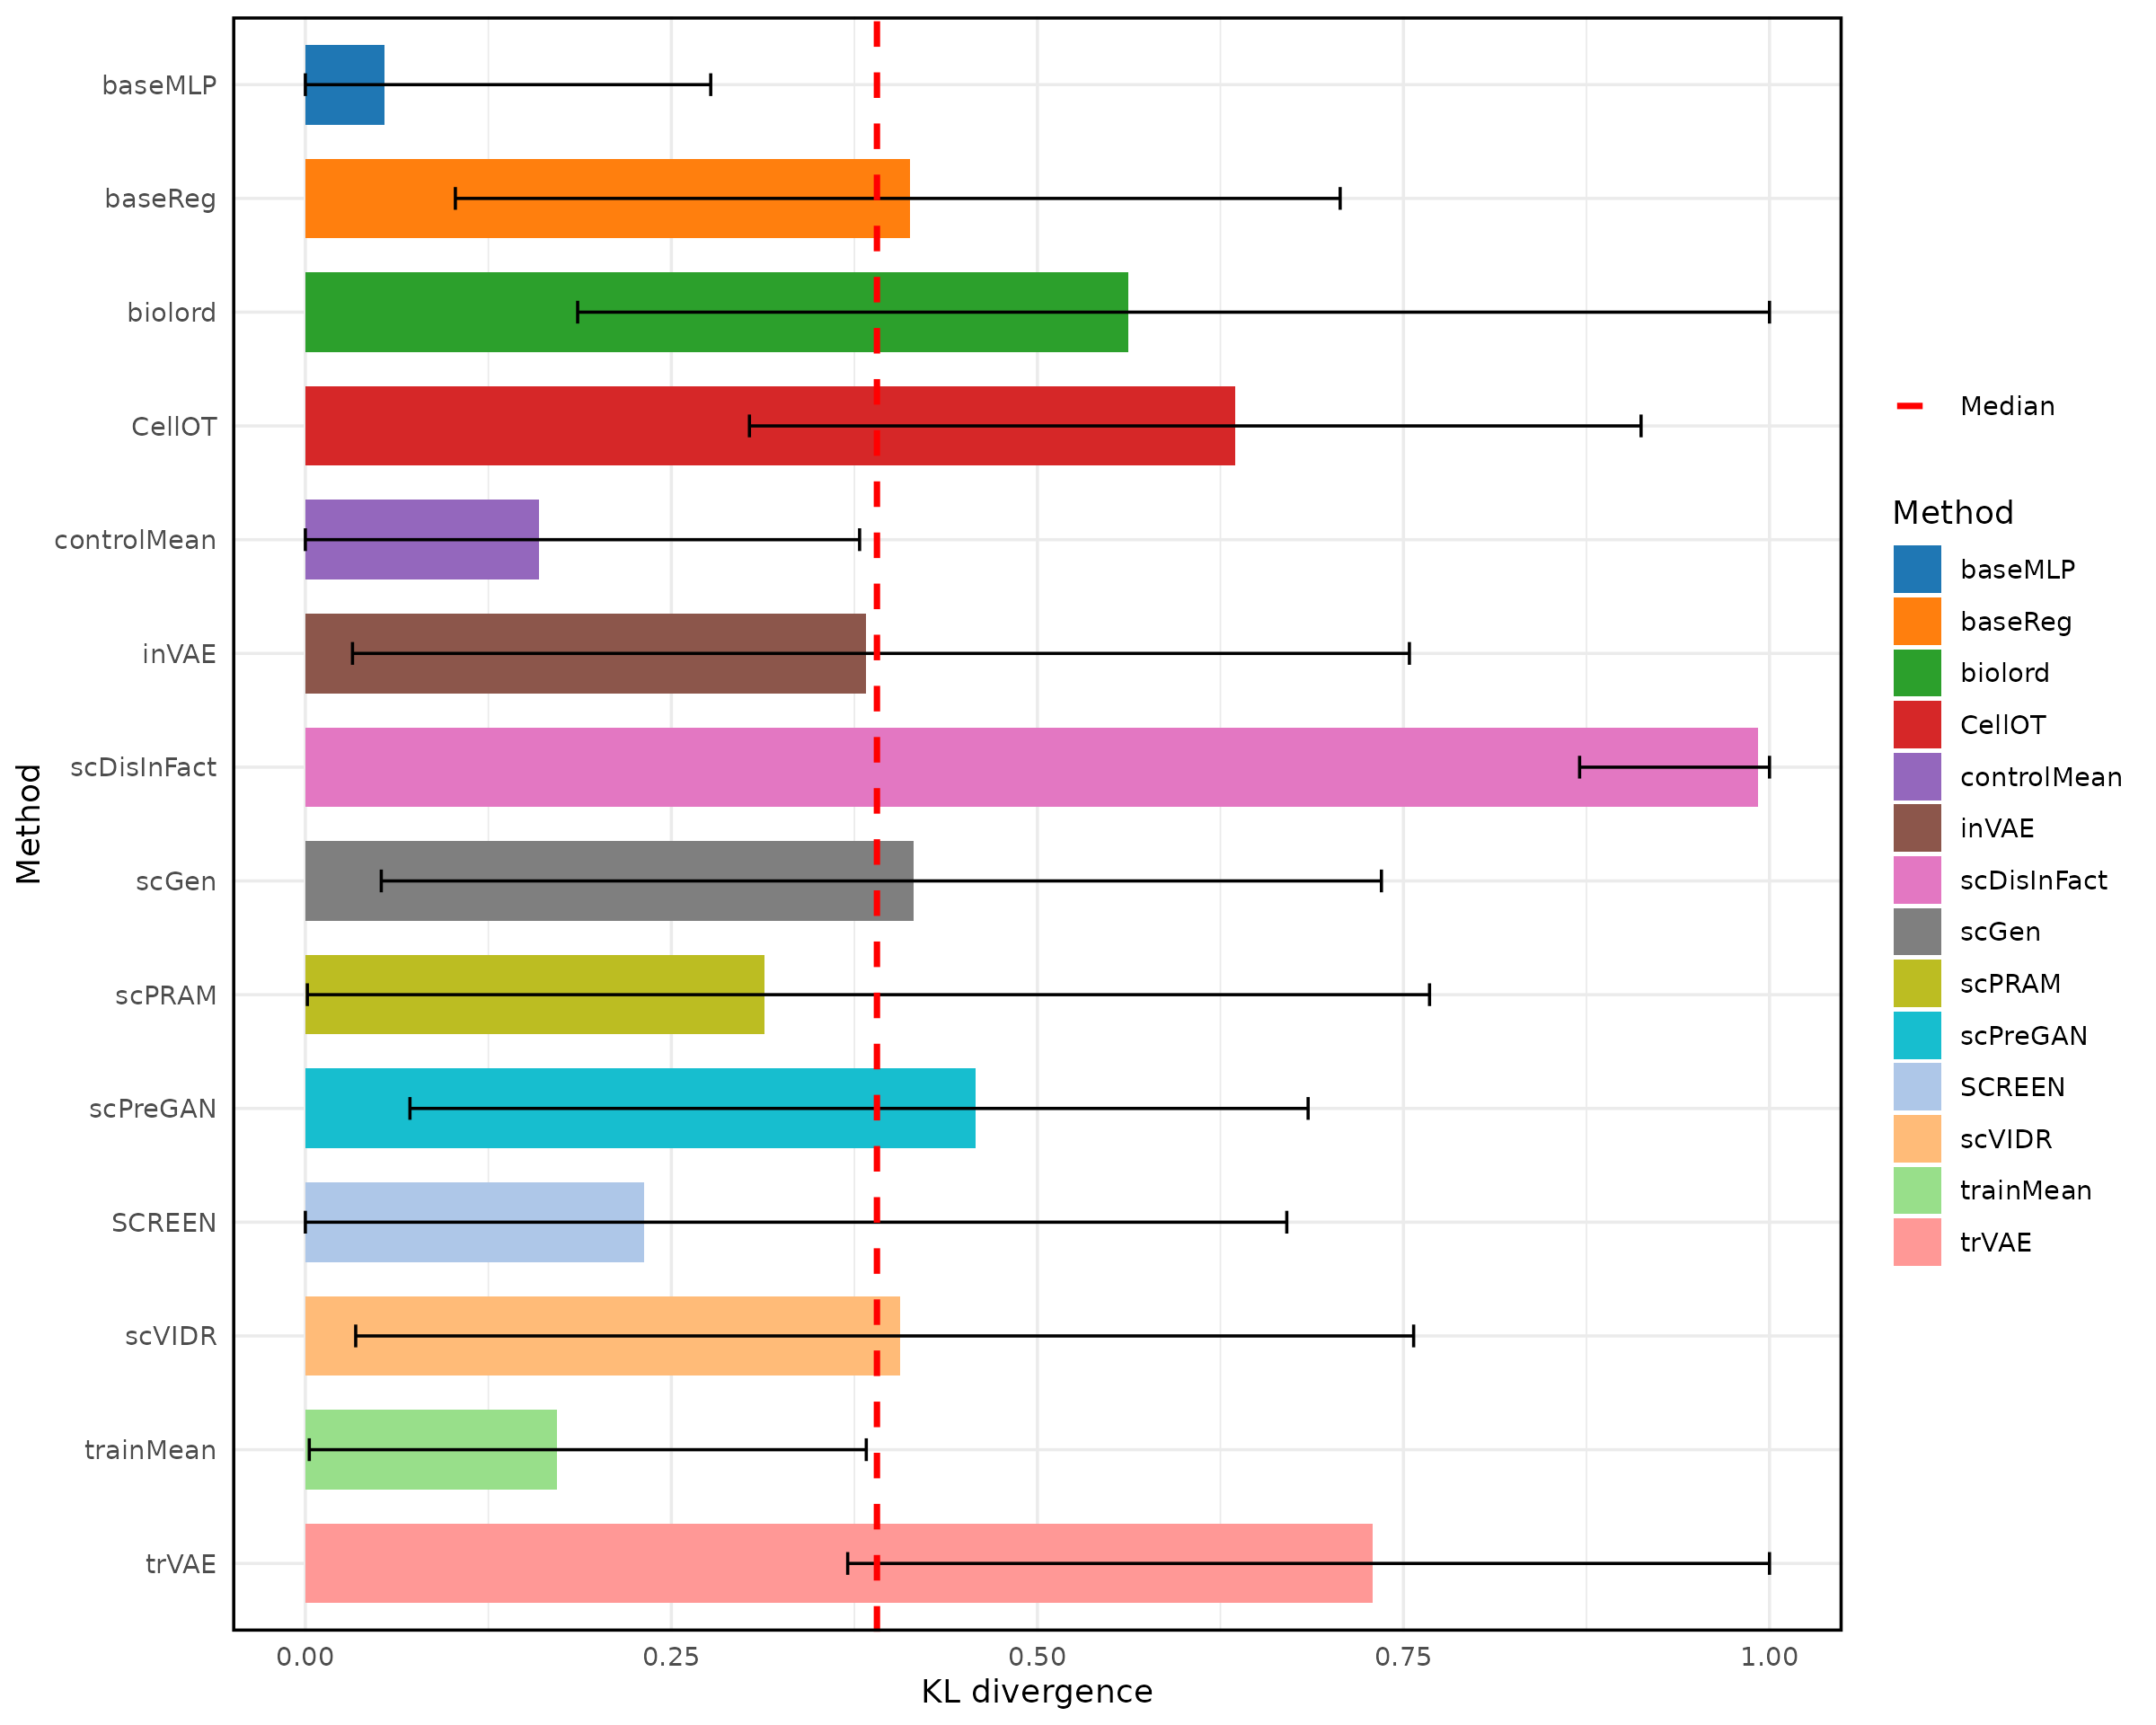 baseMLP
baseReg
biolord
CellOT
controlMean
inVAE
scDisInFact
scGen
scPRAM
scPreGAN
SCREEN
scVIDR
trainMean
trVAE
Method
0.00 0.25 0.50 0.75 1.00
KL divergence
Median
Method
baseMLP
baseReg
biolord
CellOT
controlMean
inVAE
scDisInFact
scGen
scPRAM
scPreGAN
SCREEN
scVIDR
trainMean
trVAE